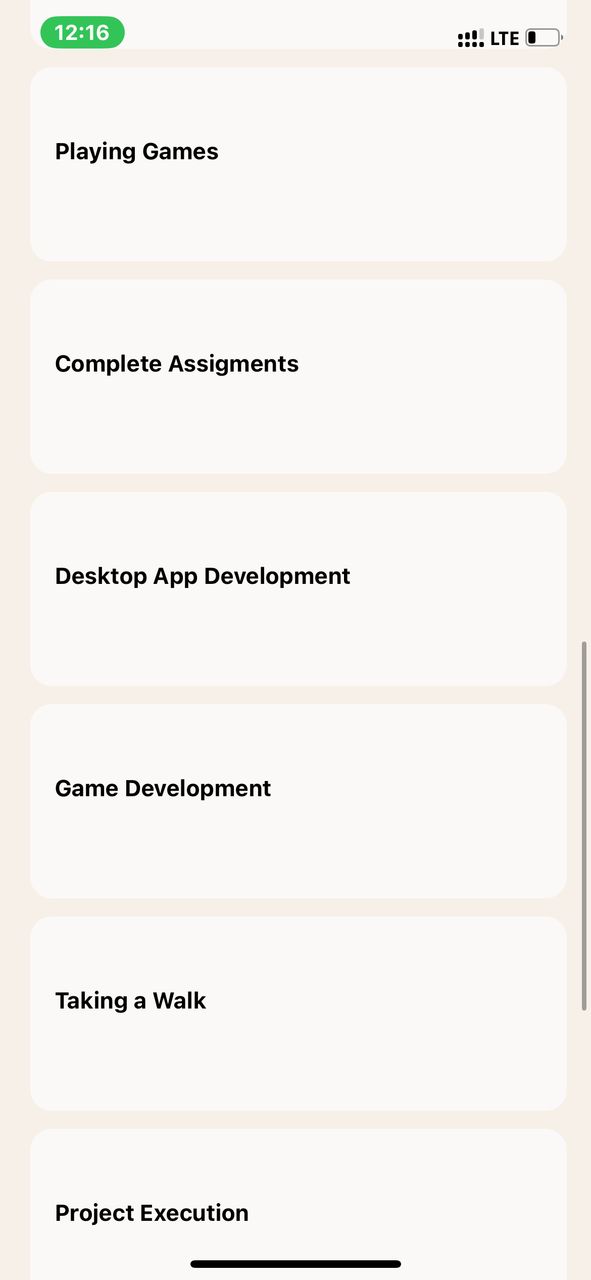 12:16
LTE
Playing Games
Complete Assigments
Desktop App Development
Game Development
Taking a Walk
Project Execution